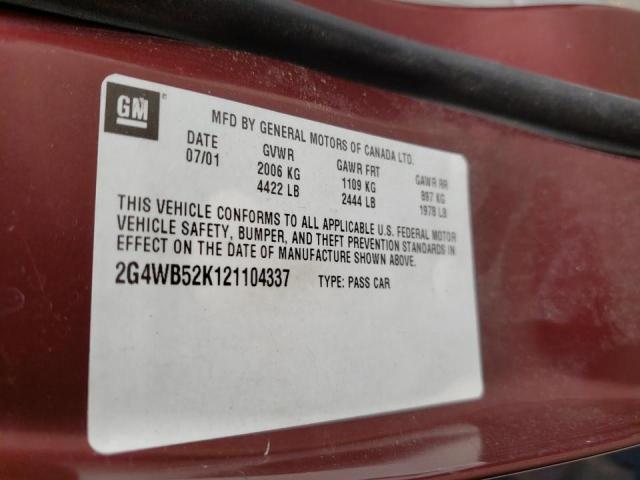 GM®
MFD BY GENERAL MOTORS OF CANADA LTD.
DATE GVWR GAWR FRT GAWR RR
07/01 2006 KG 1109 KG 897 KG
4422 LB 2444 LB 1978 LB
THIS VEHICLE CONFORMS TO ALL APPLICABLE U.S. FEDERAL MOTOR
VEHICLE SAFETY, BUMPER, AND THEFT PREVENTION STANDARDS IN
EFFECT ON THE DATE OF MANUFACTURE SHOWN ABOVE.
2G4WB52K121104337 TYPE: PASS CAR